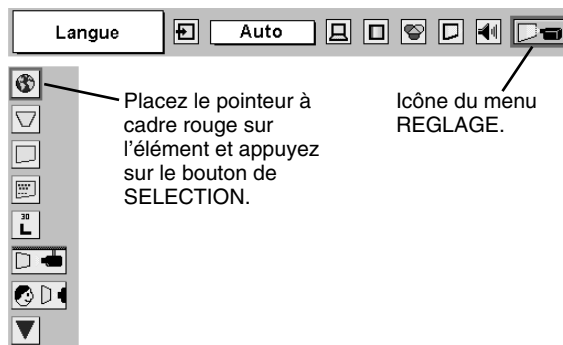 Langue
Auto
Placez le pointeur à
cadre rouge sur
l'élément et appuyez
sur le bouton de
SELECTION.
Icône du menu
REGLAGE.
30
L